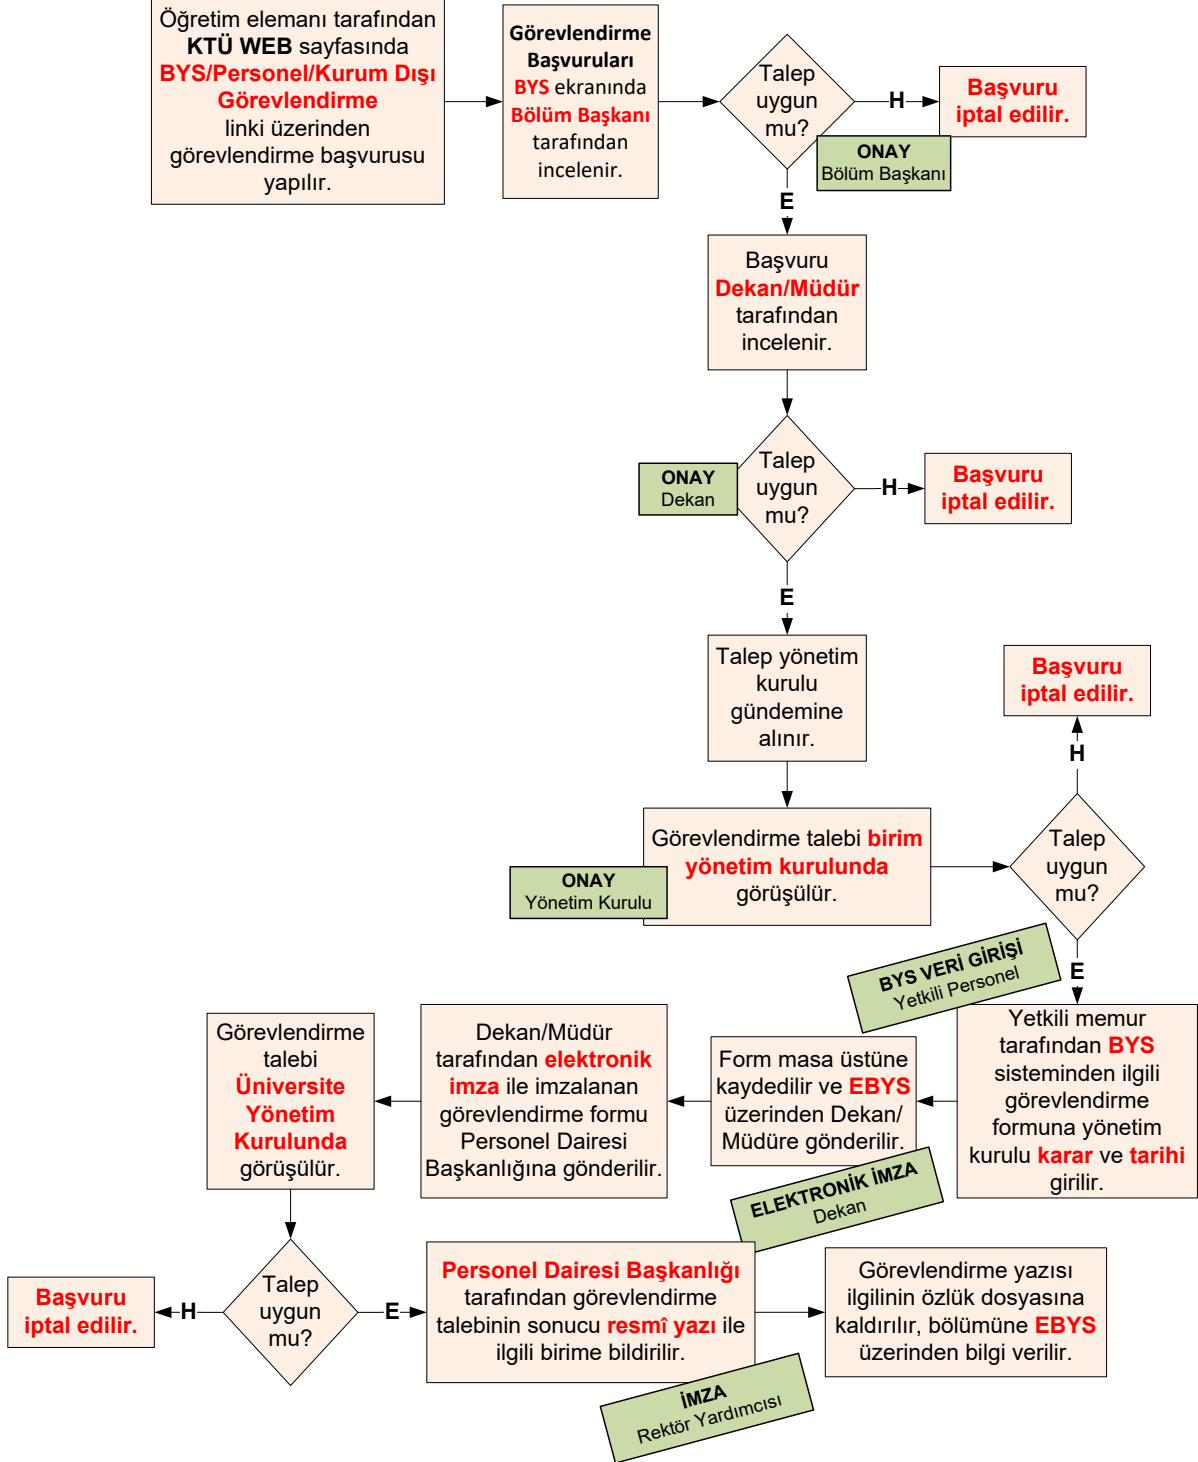 Öğretim elemanı tarafından
KTÜ WEB sayfasında
BYS/Personel/Kurum Dışı
Görevlendirme
linki üzerinden
görevlendirme başvurusu
yapılır.
Görevlendirme
Başvuruları
BYS ekranında
Bölüm Başkanı
tarafından
incelenir.
Talep
uygun
mu?
H
Başvuru
iptal edilir.
ONAY
Bölüm Başkanı
E
Başvuru
Dekan/Müdür
tarafından
incelenir.
ONAY
Dekan
Talep
uygun
mu?
H
Başvuru
iptal edilir.
E
Talep yönetim
kurulu
gündemine
alınır.
Başvuru
iptal edilir.
H
Görevlendirme talebi birim
yönetim kurulunda
görüşülür.
ONAY
Yönetim Kurulu
Talep
uygun
mu?
E
BYS VERİ GİRİŞİ
Yetkili Personel
Yetkili memur
tarafından BYS
sisteminden ilgili
görevlendirme
formuna yönetim
kurulu karar ve tarihi
girilir.
Form masa üstüne
kaydedilir ve EBYS
üzerinden Dekan/
Müdüre gönderilir.
ELEKTRONİK İMZA
Dekan
Dekan/Müdür
tarafından elektronik
imza ile imzalanan
görevlendirme formu
Personel Dairesi
Başkanlığına gönderilir.
Görevlendirme
talebi
Üniversite
Yönetim
Kurulunda
görüşülür.
Talep
uygun
mu?
H
Başvuru
iptal edilir.
E
Personel Dairesi Başkanlığı
tarafından görevlendirme
talebinin sonucu resmî yazı ile
ilgili birime bildirilir.
İMZA
Rektör Yardımcısı
Görevlendirme yazısı
ilgilinin özlük dosyasına
kaldırılır, bölümüne EBYS
üzerinden bilgi verilir.